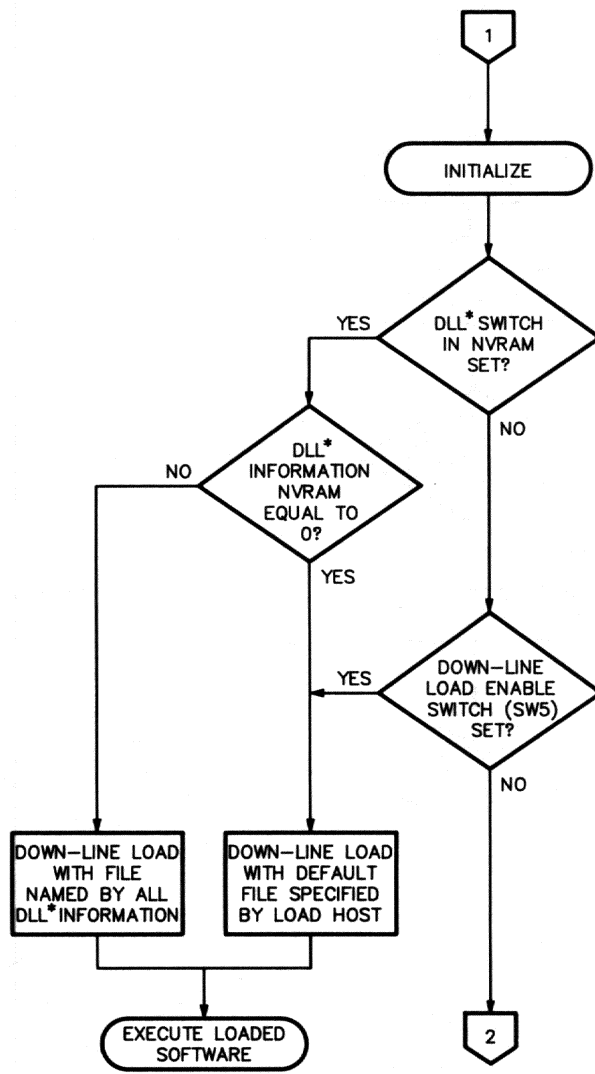 1
INITIALIZE
DLL* SWITCH
IN NVRAM
SET?
YES
NO
DLL*
INFORMATION
NVRAM
EQUAL TO
0?
NO
YES
DOWN-LINE
LOAD ENABLE
SWITCH (SW5)
SET?
YES
NO
DOWN-LINE LOAD
WITH FILE
NAMED BY ALL
DLL* INFORMATION
DOWN-LINE LOAD
WITH DEFAULT
FILE SPECIFIED
BY LOAD HOST
EXECUTE LOADED
SOFTWARE
2